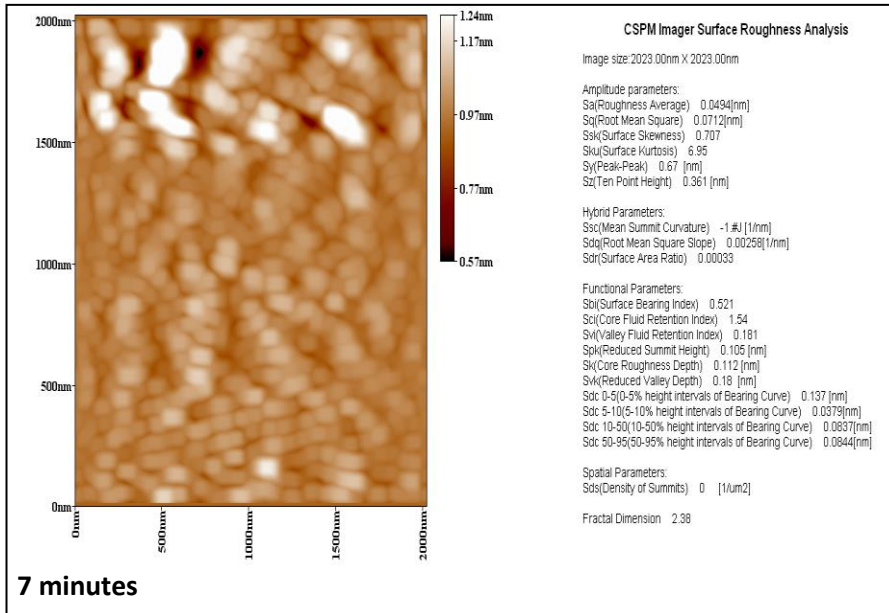 2000nm
1500nm
1000nm
500nm
0nm
0nm
500nm
1000nm
1500nm
2000nm
1.24nm
1.17nm
0.97nm
0.77nm
0.57nm
7 minutes
CSPM Imager Surface Roughness Analysis
Image size:2023.00nm X 2023.00nm
Amplitude parameters:
Sa(Roughness Average) 0.0494[nm]
Sq(Root Mean Square) 0.0712[nm]
Ssk(Surface Skewness) 0.707
Sku(Surface Kurtosis) 6.95
Sy(Peak-Peak) 0.67 [nm]
Sz(Ten Point Height) 0.361 [nm]
Hybrid Parameters:
Ssc(Mean Summit Curvature) -1.#J [1/nm]
Sdq(Root Mean Square Slope) 0.00258[1/nm]
Sdr(Surface Area Ratio) 0.00033
Functional Parameters:
Sbi(Surface Bearing Index) 0.521
Sci(Core Fluid Retention Index) 1.54
Svi(Valley Fluid Retention Index) 0.181
Spk(Reduced Summit Height) 0.105 [nm]
Sk(Core Roughness Depth) 0.112 [nm]
Svk(Reduced Valley Depth) 0.18 [nm]
Sdc 0-5(0-5% height intervals of Bearing Curve) 0.137 [nm]
Sdc 5-10(5-10% height intervals of Bearing Curve) 0.0379[nm]
Sdc 10-50(10-50% height intervals of Bearing Curve) 0.0837[nm]
Sdc 50-95(50-95% height intervals of Bearing Curve) 0.0844[nm]
Spatial Parameters:
Sds(Density of Summits) 0 [1/um2]
Fractal Dimension 2.38